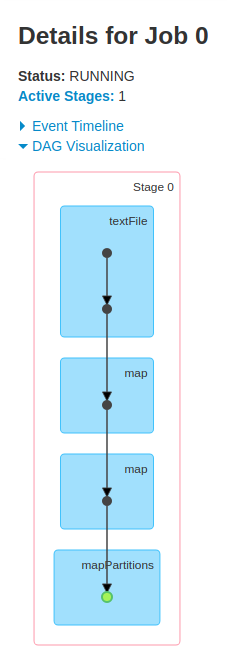 Details for Job 0
Status: RUNNING
Active Stages: 1
Event Timeline
DAG Visualization
Stage 0
textFile
map
map
mapPartitions